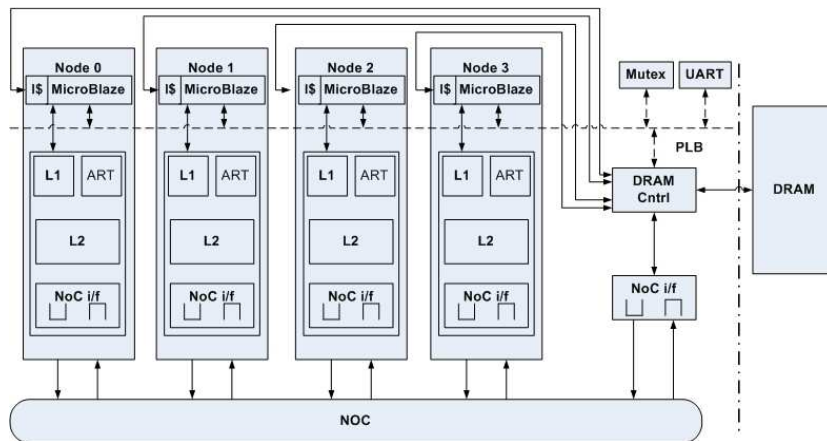 Node 0
I$ MicroBlaze
Node 1
I$ MicroBlaze
Node 2
I$ MicroBlaze
Node 3
I$ MicroBlaze
Mutex
UART
PLB
L1 ART
L1 ART
L1 ART
L1 ART
DRAM
Cntrl
DRAM
L2
L2
L2
L2
NoC i/f
NoC i/f
NoC i/f
NoC i/f
NoC i/f
NOC